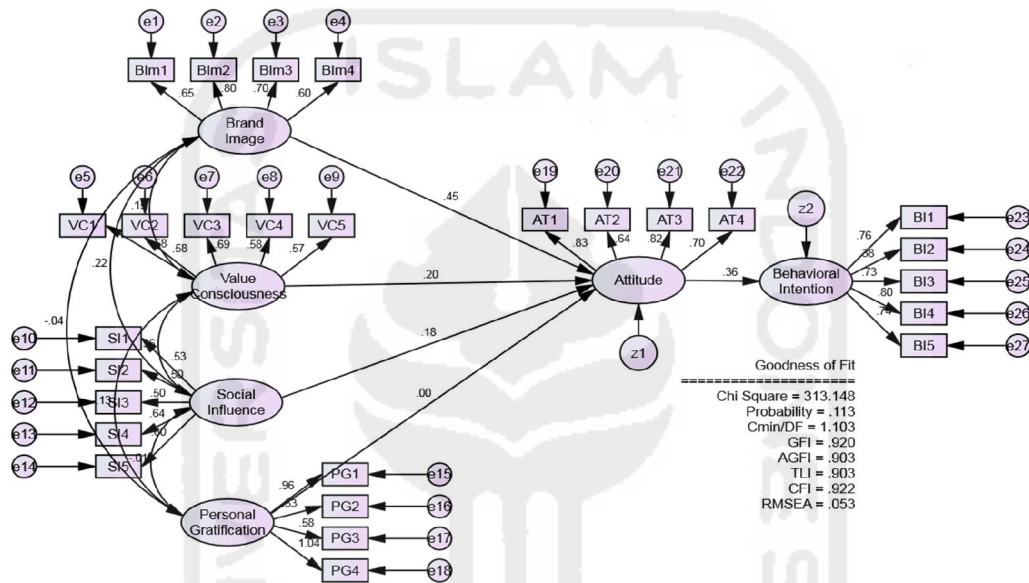 ISLAM
e1 e2 e3 e4
BIm1 BIm2 BIm3 BIm4
.65 .80 .70 .60
Brand
Image
e5 e6 e7 e8 e9
VC1 VC2 VC3 VC4 VC5
.58 .69 .58 .57
Value
Consciousness
.22
-.04
e10 SI1
e11 SI2
e12 SI3
e13 SI4
e14 SI5
.53
.50
.50
.64
.60
Social
Influence
.13
-.01
Personal
Gratification
.96
.58
1.04
PG1 e15
PG2 e16
PG3 e17
PG4 e18
.45
.20
.18
.00
e19 e20 e21 e22
AT1 AT2 AT3 AT4
.83 .64 .82 .70
Attitude
z1
.36
z2
Behavioral
Intention
.76
.38
.73
.80
.74
BI1 e23
BI2 e24
BI3 e25
BI4 e26
BI5 e27
Goodness of Fit
=====================
Chi Square = 313.148
Probability = .113
Cmin/DF = 1.103
GFI = .920
AGFI = .903
TLI = .903
CFI = .922
RMSEA = .053